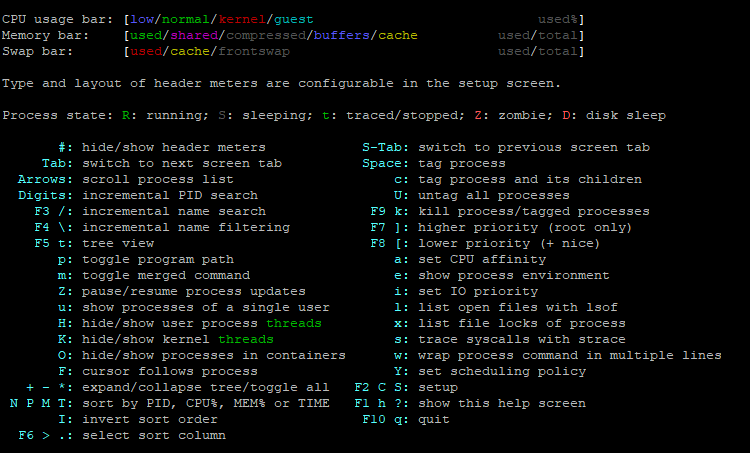 CPU usage bar: [low/normal/kernel/guest                            used%]
Memory bar:    [used/shared/compressed/buffers/cache          used/total]
Swap bar:      [used/cache/frontswap                          used/total]
Type and layout of header meters are configurable in the setup screen.
Process state: R: running; S: sleeping; t: traced/stopped; Z: zombie; D: disk sleep
       #: hide/show header meters            S-Tab: switch to previous screen tab
     Tab: switch to next screen tab          Space: tag process
  Arrows: scroll process list                    c: tag process and its children
  Digits: incremental PID search                 U: untag all processes
    F3 /: incremental name search             F9 k: kill process/tagged processes
    F4 \: incremental name filtering          F7 ]: higher priority (root only)
    F5 t: tree view                           F8 [: lower priority (+ nice)
       p: toggle program path                    a: set CPU affinity
       m: toggle merged command                  e: show process environment
       Z: pause/resume process updates           i: set IO priority
       u: show processes of a single user        l: list open files with lsof
       H: hide/show user process threads         x: list file locks of process
       K: hide/show kernel threads               s: trace syscalls with strace
       O: hide/show processes in containers      w: wrap process command in multiple lines
       F: cursor follows process                 Y: set scheduling policy
   + - *: expand/collapse tree/toggle all   F2 C S: setup
 N P M T: sort by PID, CPU%, MEM% or TIME   F1 h ?: show this help screen
       I: invert sort order                  F10 q: quit
  F6 > .: select sort column